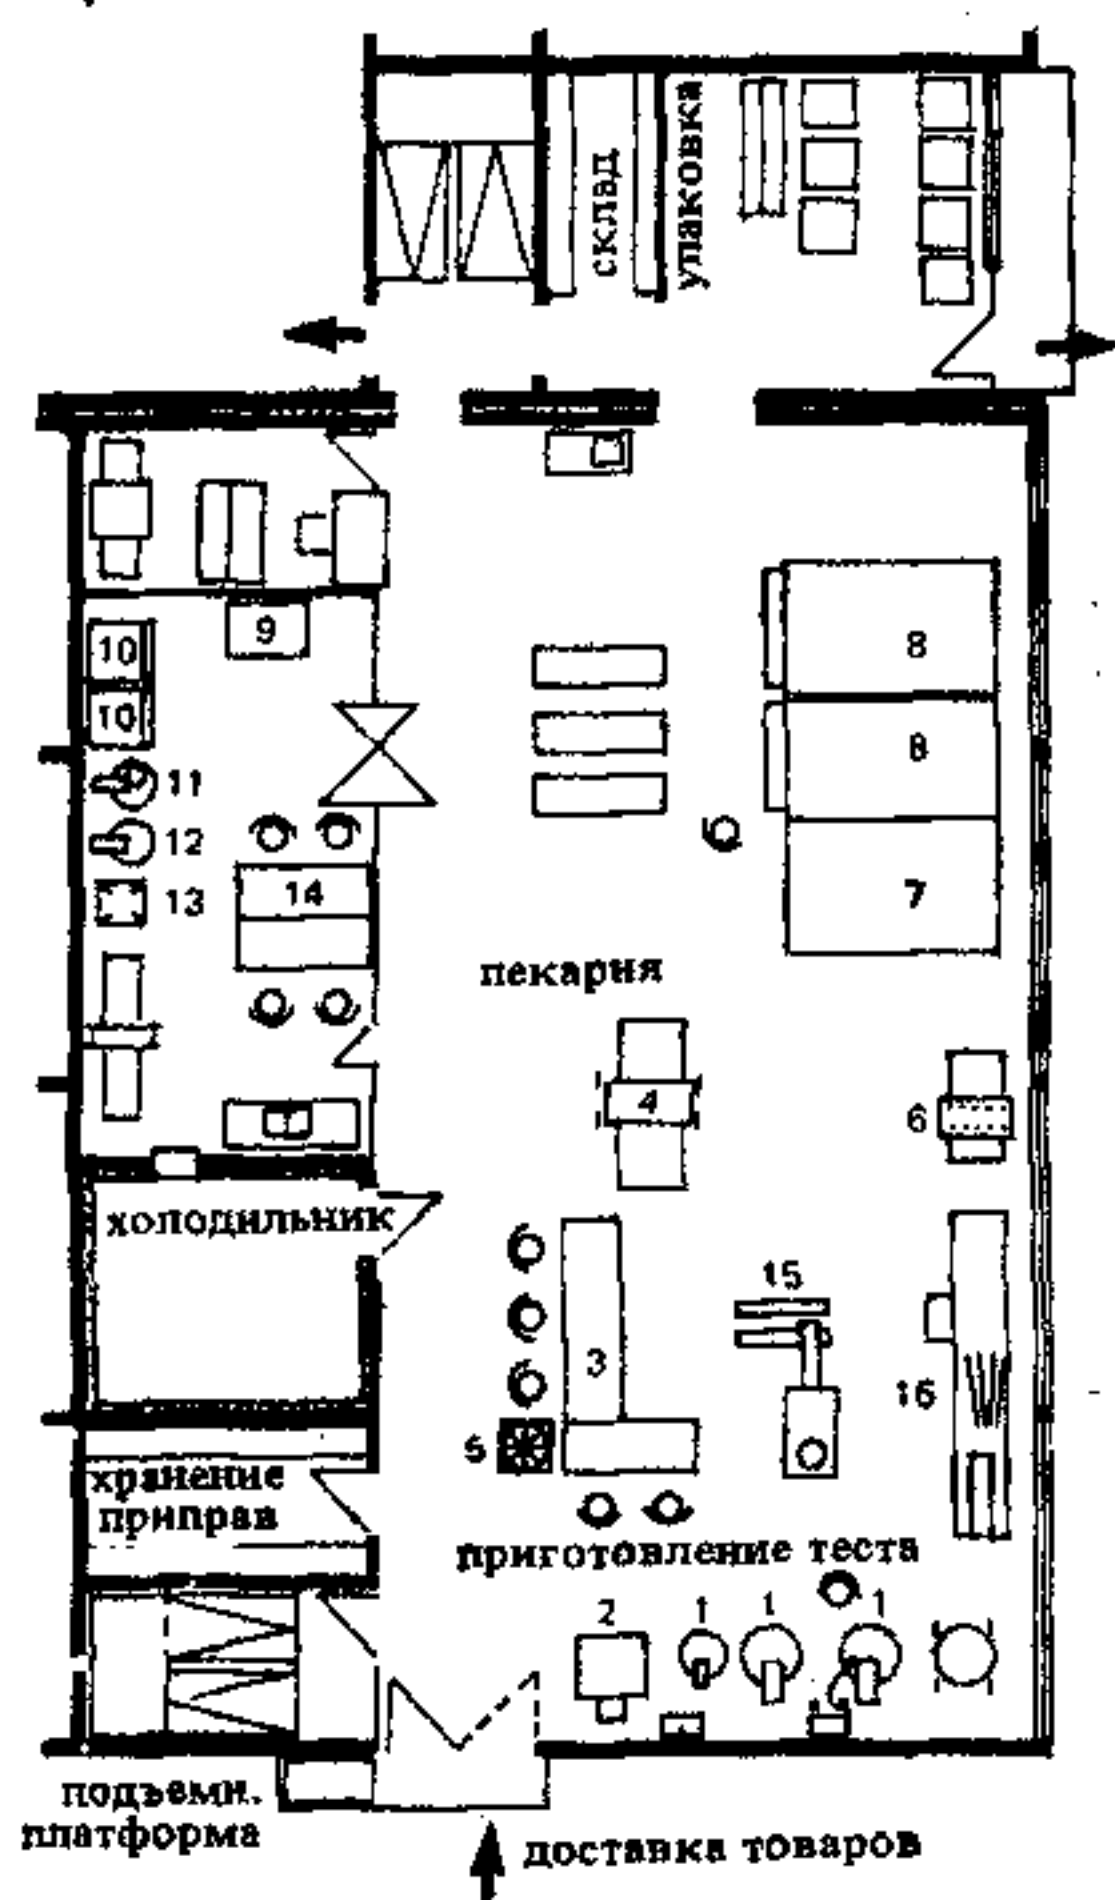 склад
упаковка
9
10
8
10
8
11
12
13
14
7
пекария
4
6
холодильник
15
3
16
5
хранение
приправ
приготовление теста
2
1
1
1
подъемн.
платформа
доставка товаров